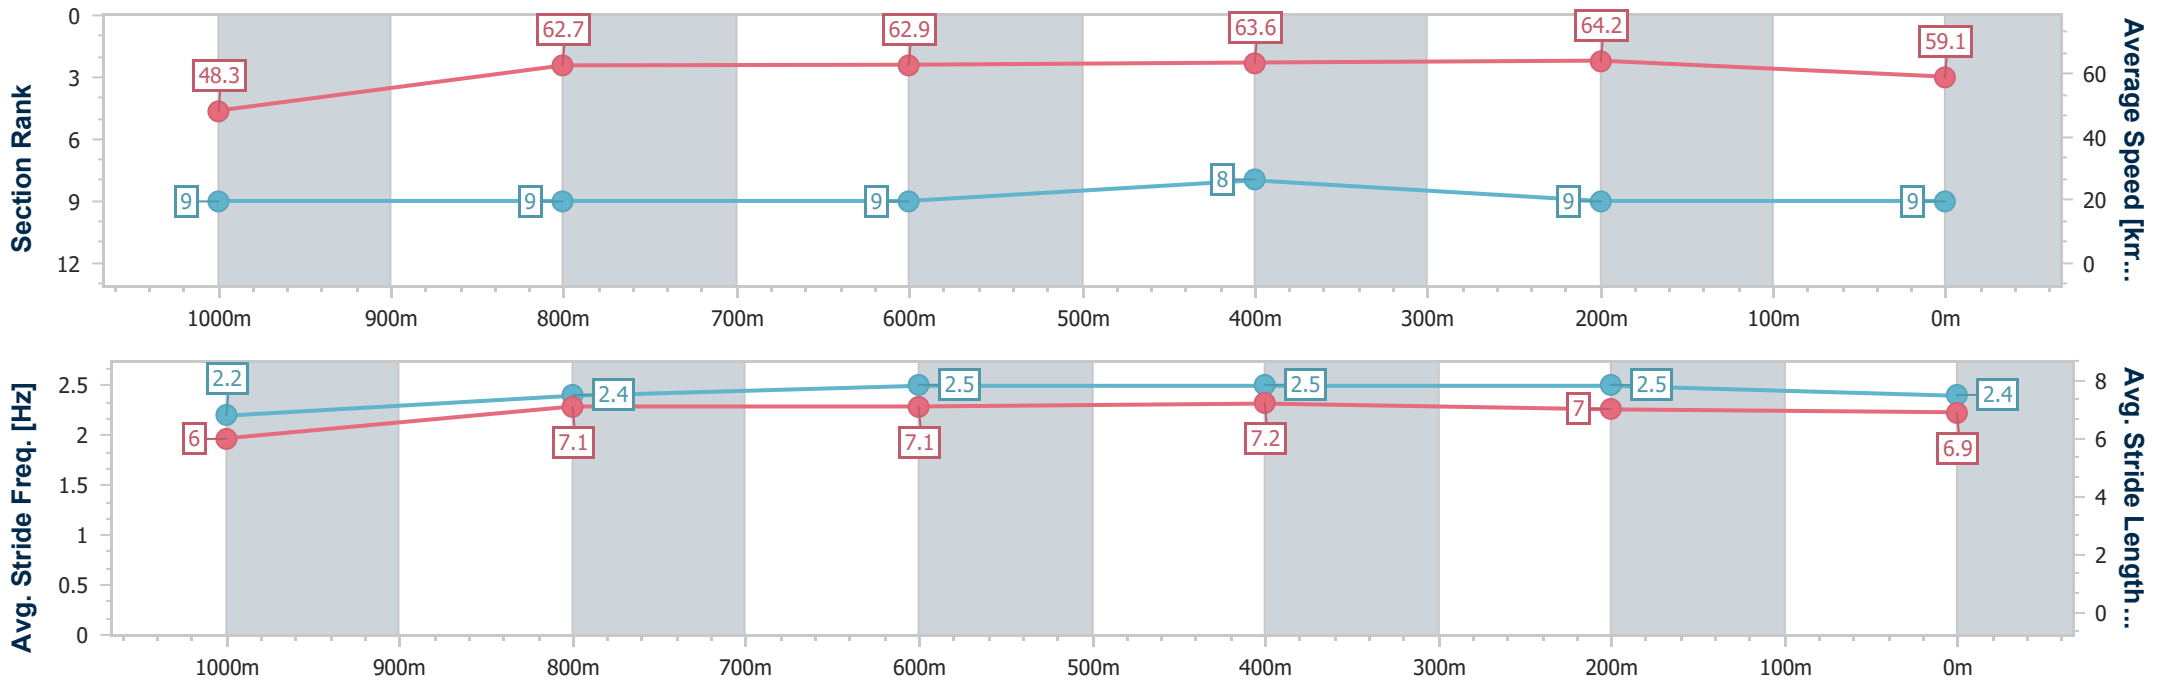 Section Rank
0
3
6
9
12
48.3
62.7
62.9
63.6
64.2
59.1
9
9
9
8
9
9
60
40
20
0
Average Speed [km...
1000m
900m
800m
700m
600m
500m
400m
300m
200m
100m
0m
Avg. Stride Freq. [Hz]
2.5
2
1.5
1
0.5
0
2.2
2.4
2.5
2.5
2.5
2.4
6
7.1
7.1
7.2
7
6.9
8
6
4
2
0
Avg. Stride Length...
1000m
900m
800m
700m
600m
500m
400m
300m
200m
100m
0m